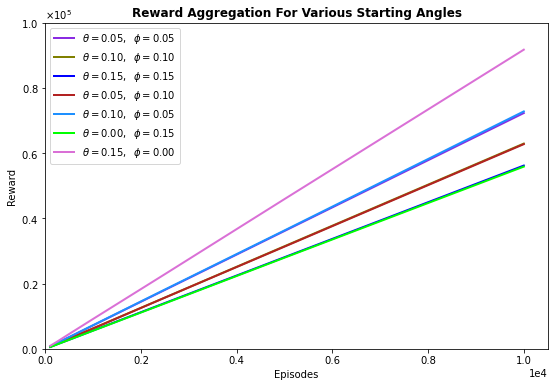 Reward Aggregation For Various Starting Angles
×10⁵
1.0
0.8
0.6
0.4
0.2
0.0
Reward
θ = 0.05, ϕ = 0.05
θ = 0.10, ϕ = 0.10
θ = 0.15, ϕ = 0.15
θ = 0.05, ϕ = 0.10
θ = 0.10, ϕ = 0.05
θ = 0.00, ϕ = 0.15
θ = 0.15, ϕ = 0.00
0.0 0.2 0.4 0.6 0.8 1.0
1e4
Episodes